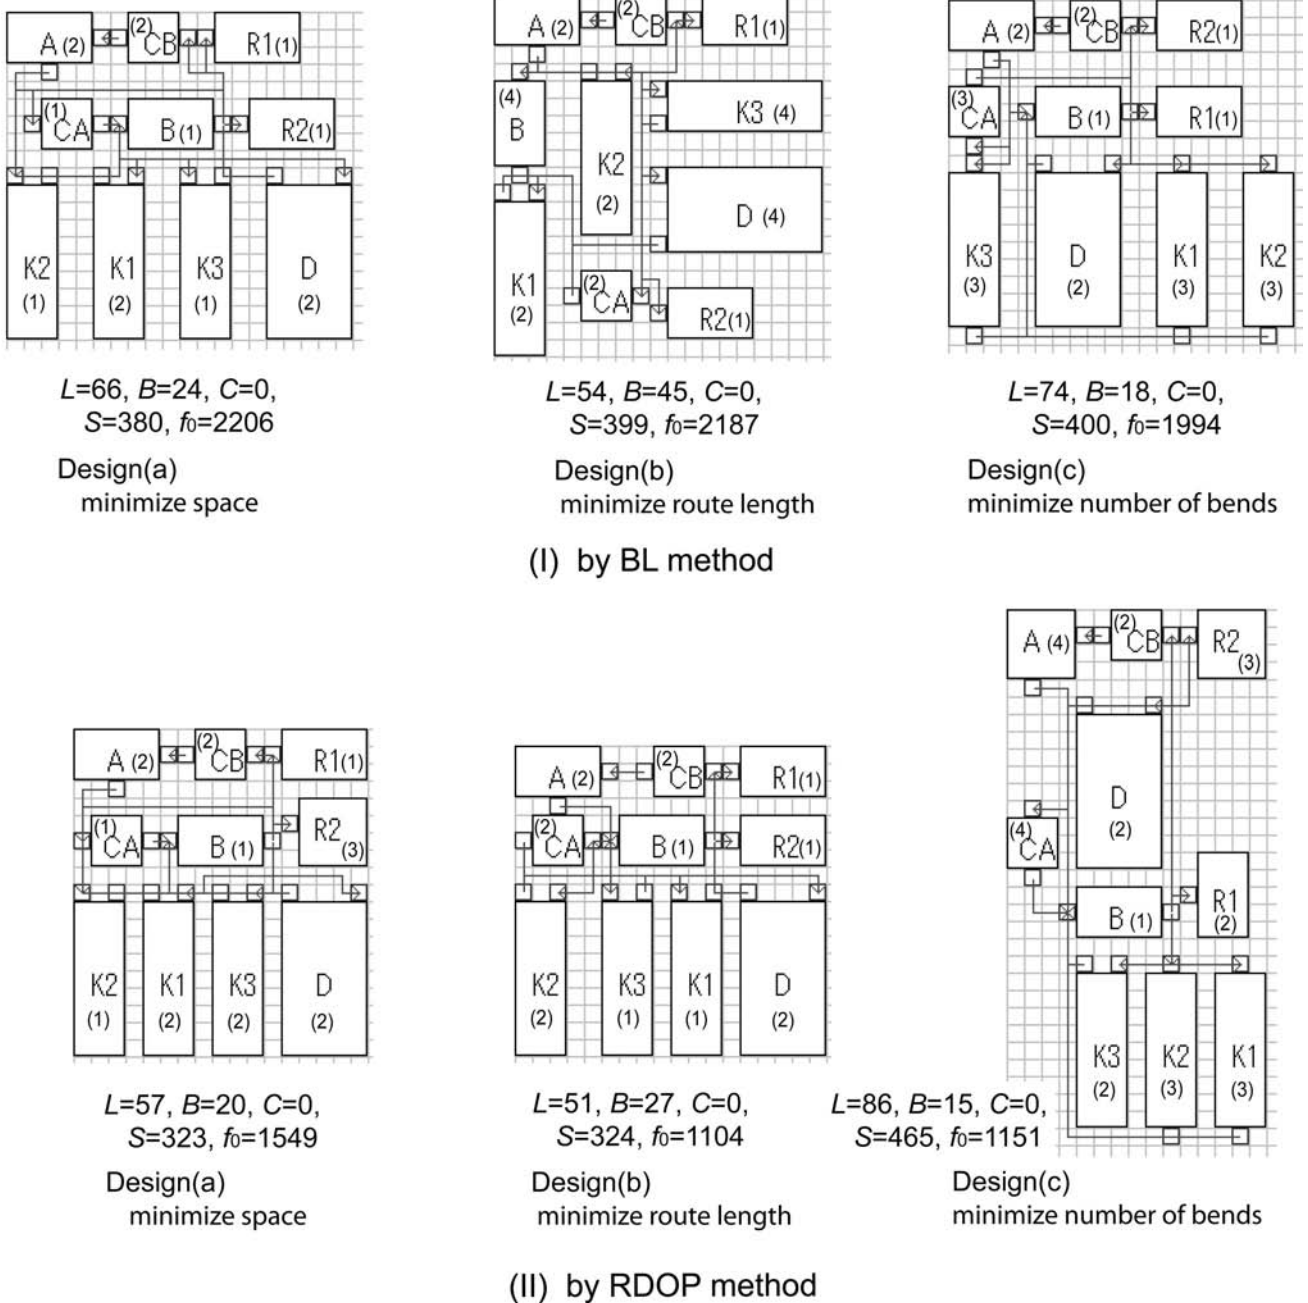 A (2) (2) CB R1(1)
(1) CA B(1) R2(1)
K2 K1 K3 D
(1) (2) (1) (2)
L=66, B=24, C=0,
S=380, f0=2206
Design(a)
minimize space
A(2) (2) CB R1(1)
(4) B K2 (2) K3 (4)
D (4)
K1 (2) (2) CA R2(1)
L=54, B=45, C=0,
S=399, f0=2187
Design(b)
minimize route length
A(2) (2) CB R2(1)
(3) CA B(1) R1(1)
K3 D K1 K2
(3) (2) (3) (3)
L=74, B=18, C=0,
S=400, f0=1994
Design(c)
minimize number of bends
(I) by BL method
A(2) (2) CB R1(1)
(1) CA B(1) R2 (3)
K2 K1 K3 D
(1) (2) (2) (2)
L=57, B=20, C=0,
S=323, f0=1549
Design(a)
minimize space
A(2) (2) CB R1(1)
(2) CA B(1) R2(1)
K2 K3 K1 D
(2) (1) (1) (2)
L=51, B=27, C=0,
S=324, f0=1104
Design(b)
minimize route length
A (4) (2) CB R2 (3)
D
(2)
(4) CA
B(1) R1 (2)
K3 K2 K1
(2) (3) (3)
L=86, B=15, C=0,
S=465, f0=1151
Design(c)
minimize number of bends
(II) by RDOP method